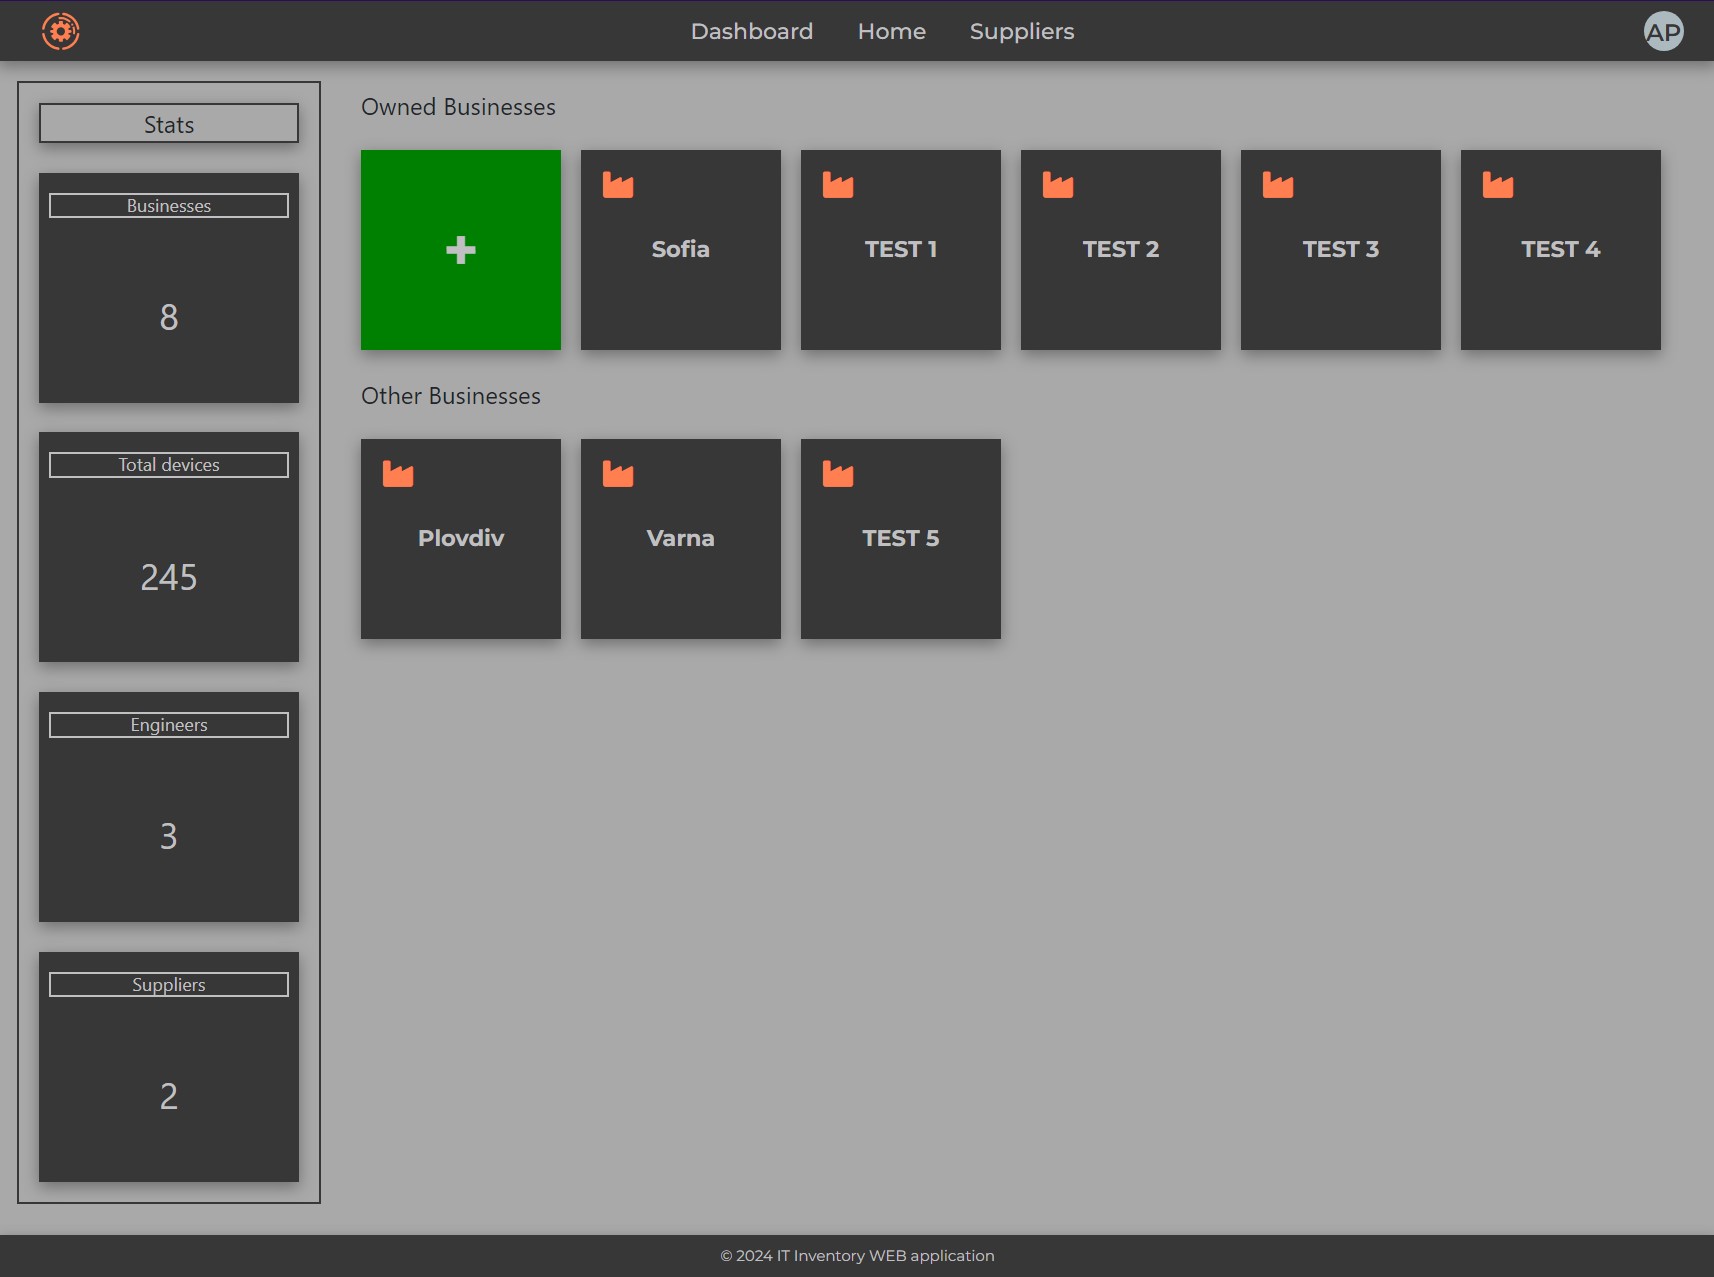 Dashboard Home Suppliers AP
Stats
Businesses
8
Total devices
245
Engineers
3
Suppliers
2
Owned Businesses
Sofia TEST 1 TEST 2 TEST 3 TEST 4
Other Businesses
Plovdiv Varna TEST 5
© 2024 IT Inventory WEB application